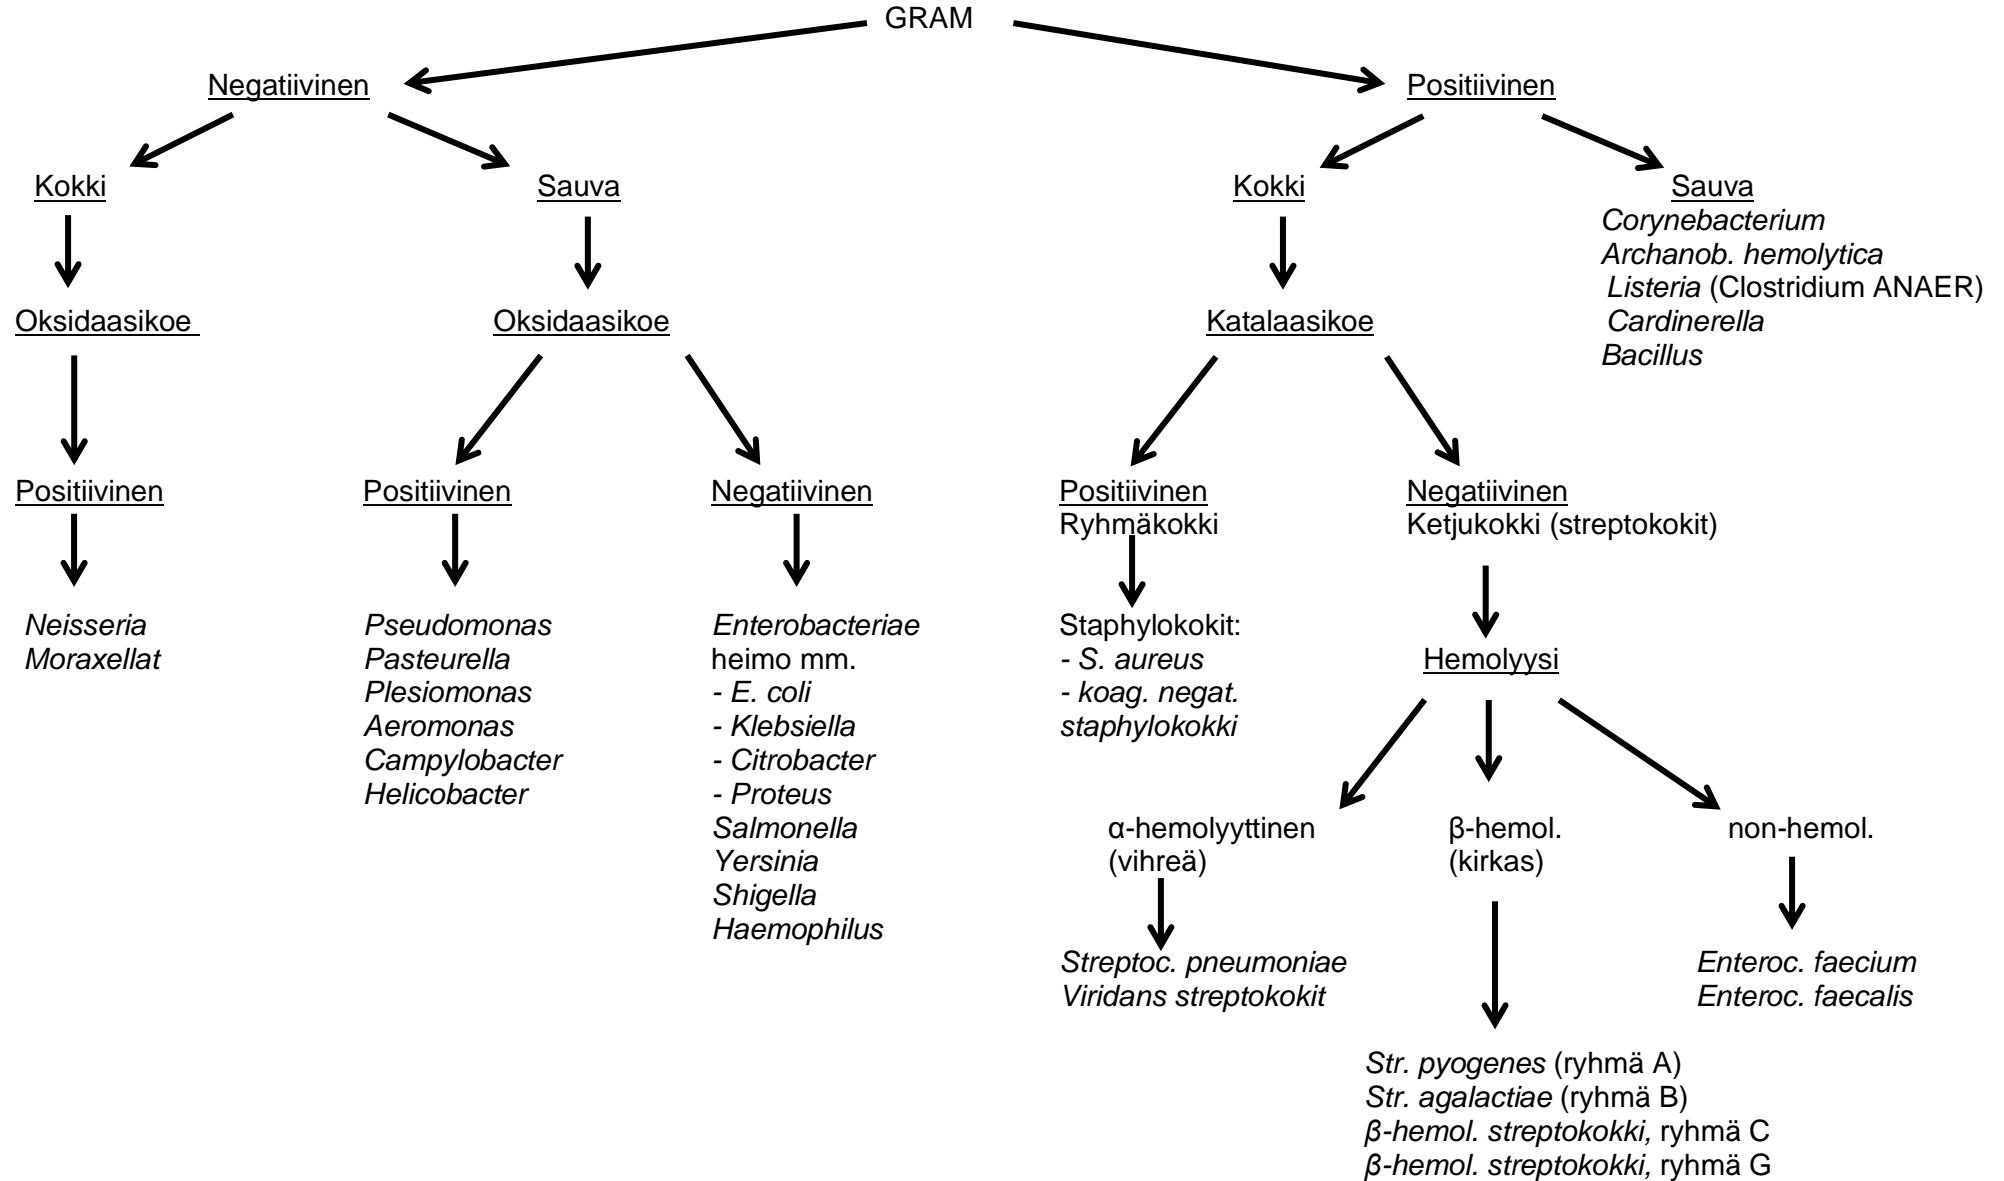 GRAM
Negatiivinen
Positiivinen
Kokki
Sauva
Kokki
Sauva
Corynebacterium
Archanob. hemolytica
Listeria (Clostridium ANAER)
Cardinerella
Bacillus
Oksidaasikoe
Oksidaasikoe
Katalaasikoe
Positiivinen
Positiivinen
Negatiivinen
Positiivinen
Ryhmäkokki
Negatiivinen
Ketjukokki (streptokokit)
Neisseria
Moraxellat
Pseudomonas
Pasteurella
Plesiomonas
Aeromonas
Campylobacter
Helicobacter
Enterobacteriae
heimo mm.
- E. coli
- Klebsiella
- Citrobacter
- Proteus
Salmonella
Yersinia
Shigella
Haemophilus
Staphylokokit:
- S. aureus
- koag. negat.
staphylokokki
Hemolyysi
α-hemolyyttinen
(vihreä)
β-hemol.
(kirkas)
non-hemol.
Streptoc. pneumoniae
Viridans streptokokit
Enteroc. faecium
Enteroc. faecalis
Str. pyogenes (ryhmä A)
Str. agalactiae (ryhmä B)
β-hemol. streptokokki, ryhmä C
β-hemol. streptokokki, ryhmä G